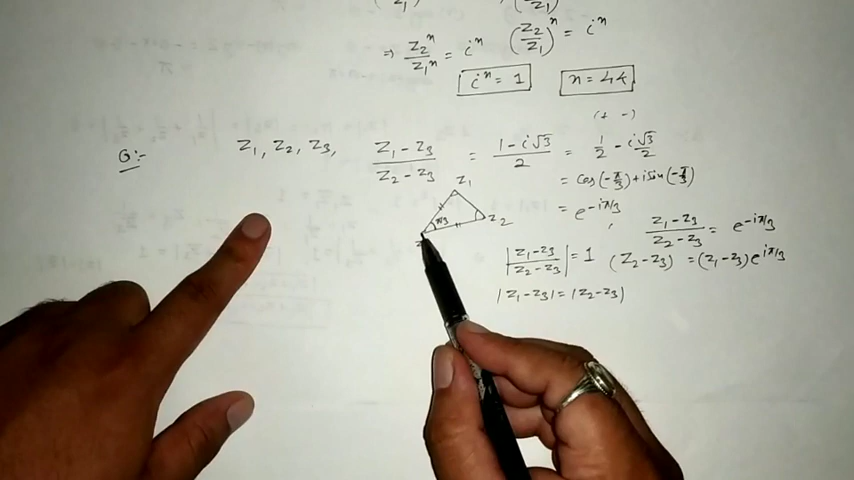 ⇒ z₂ⁿ/z₁ⁿ = iⁿ (z₂/z₁)ⁿ = iⁿ
iⁿ = 1 n = 4k
(+ -)
Q:- z₁, z₂, z₃, (z₁ - z₃)/(z₂ - z₃) = (1 - i√3)/2 = 1/2 - i√3/2
= cos(-π/3) + i sin(-π/3)
= e^(-iπ/3),
z₁
π/3
z₂
(z₁ - z₃)/(z₂ - z₃) = e^(-iπ/3)
|(z₁ - z₃)/(z₂ - z₃)| = 1 (z₂ - z₃) = (z₁ - z₃) e^(iπ/3)
|z₁ - z₃| = |z₂ - z₃|